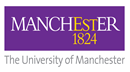 MANCHESTER
1824
The University of Manchester